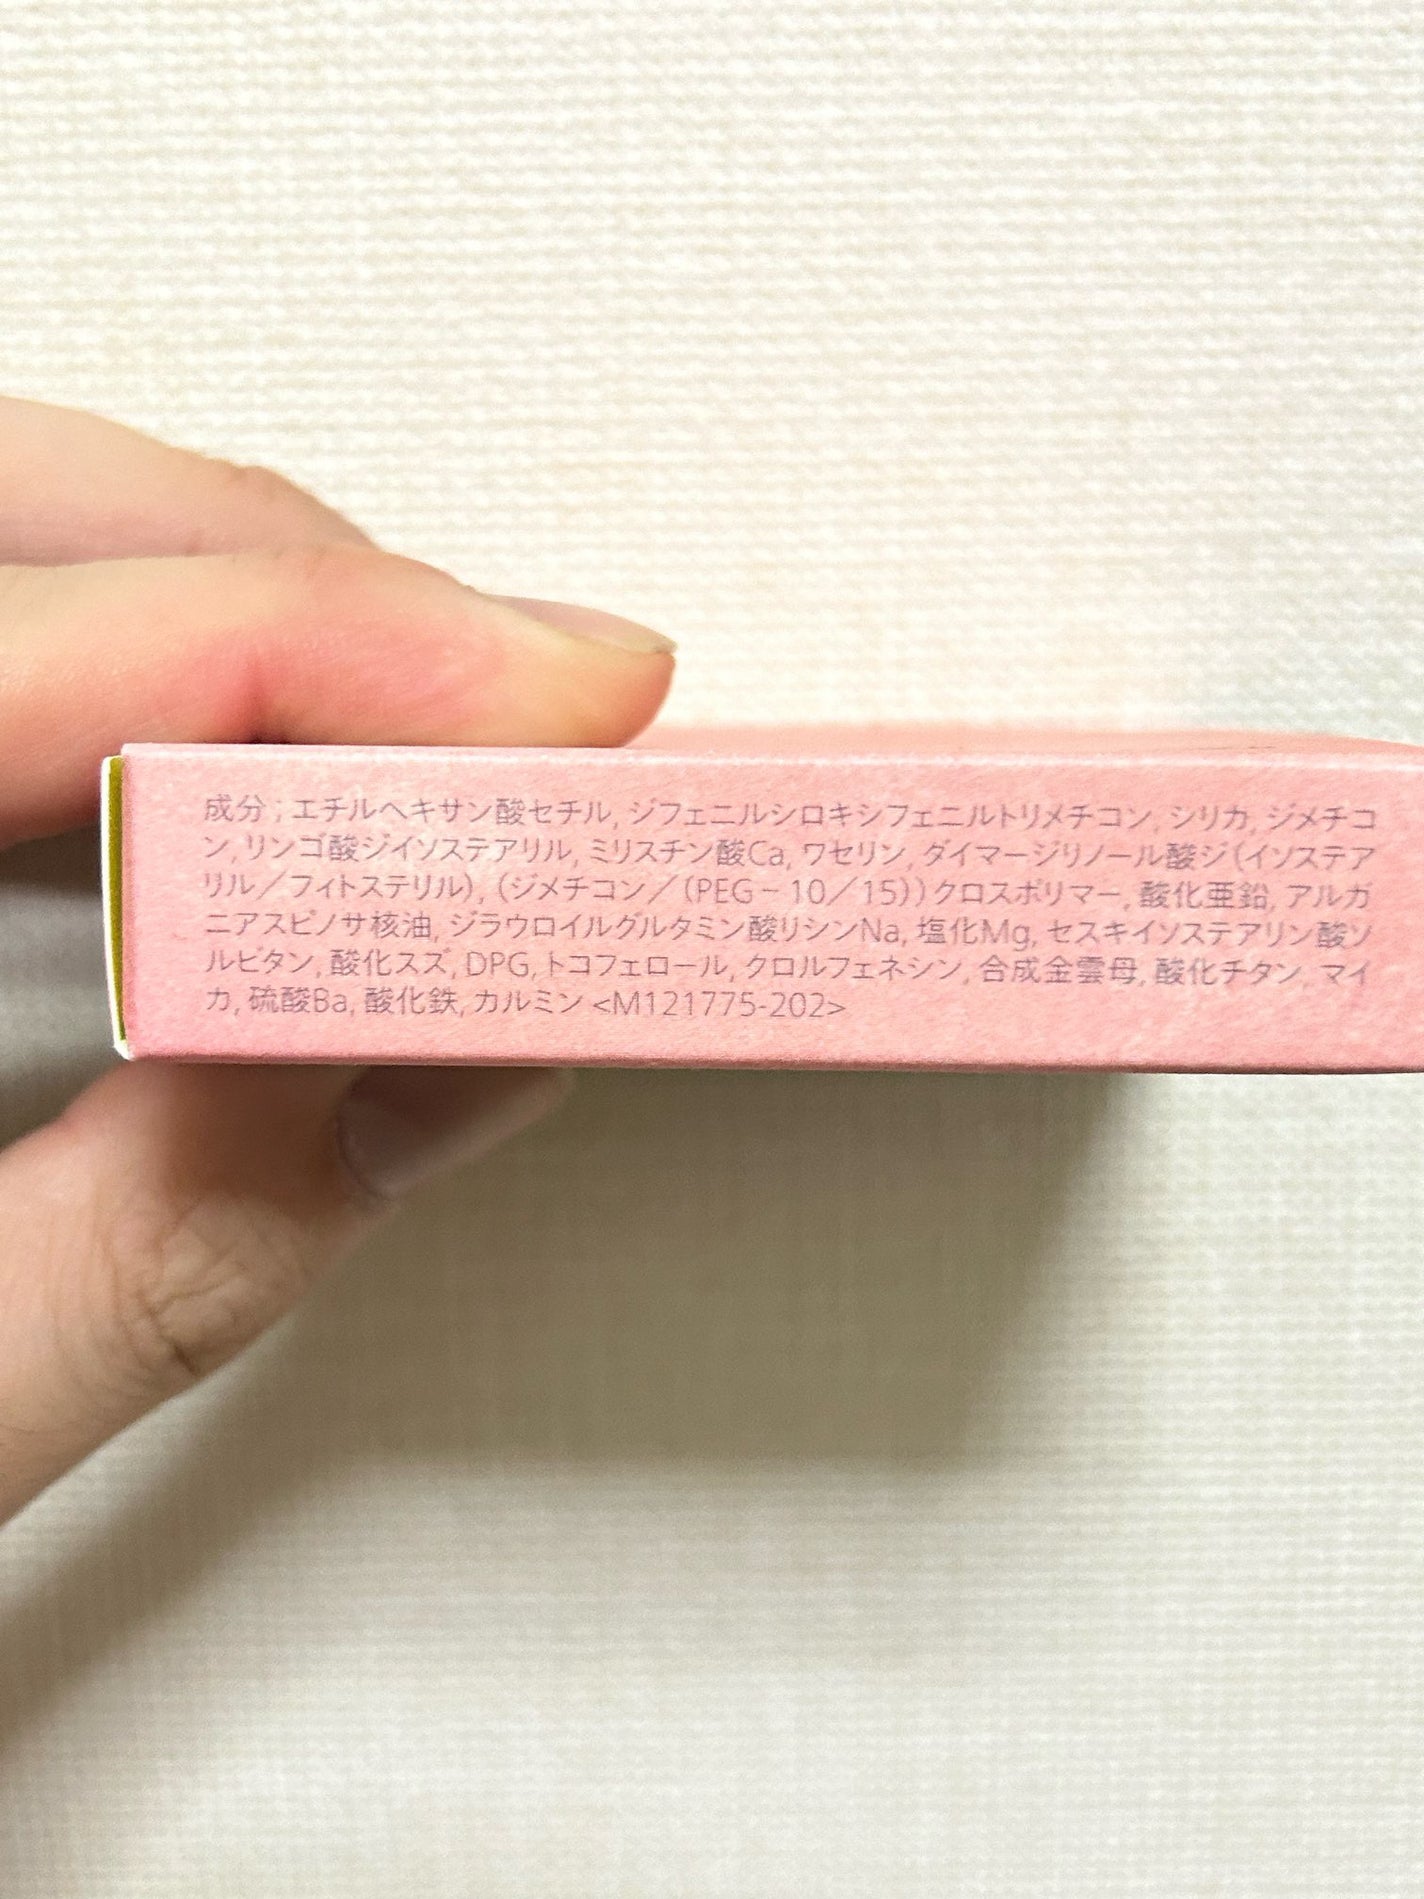 成分 ; エチルヘキサン酸セチル, ジフェニルシロキシフェニルトリメチコン, シリカ, ジメチコ
ン, リンゴ酸ジイソステアリル, ミリスチン酸Ca, ワセリン, ダイマージリノール酸ジ(イソステア
リル／フィトステリル), (ジメチコン／(PEG－10／15))クロスポリマー, 酸化亜鉛, アルガ
ニアスピノサ核油, ジラウロイルグルタミン酸リシンNa, 塩化Mg, セスキイソステアリン酸ソ
ルビタン, 酸化スズ, DPG, トコフェロール, クロルフェネシン, 合成金雲母, 酸化チタン, マイ
カ, 硫酸Ba, 酸化鉄, カルミン <M121775-202>